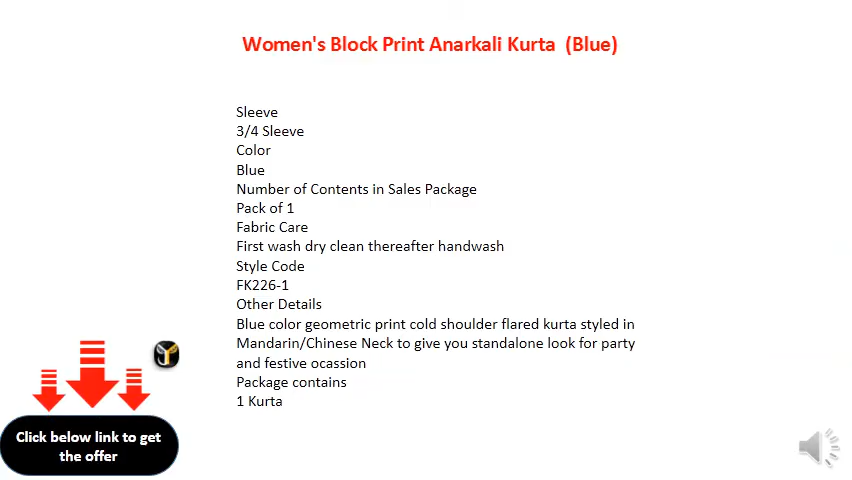 Women's Block Print Anarkali Kurta  (Blue)
Sleeve
3/4 Sleeve
Color
Blue
Number of Contents in Sales Package
Pack of 1
Fabric Care
First wash dry clean thereafter handwash
Style Code
FK226-1
Other Details
Blue color geometric print cold shoulder flared kurta styled in
Mandarin/Chinese Neck to give you standalone look for party
and festive ocassion
Package contains
1 Kurta
Click below link to get
the offer